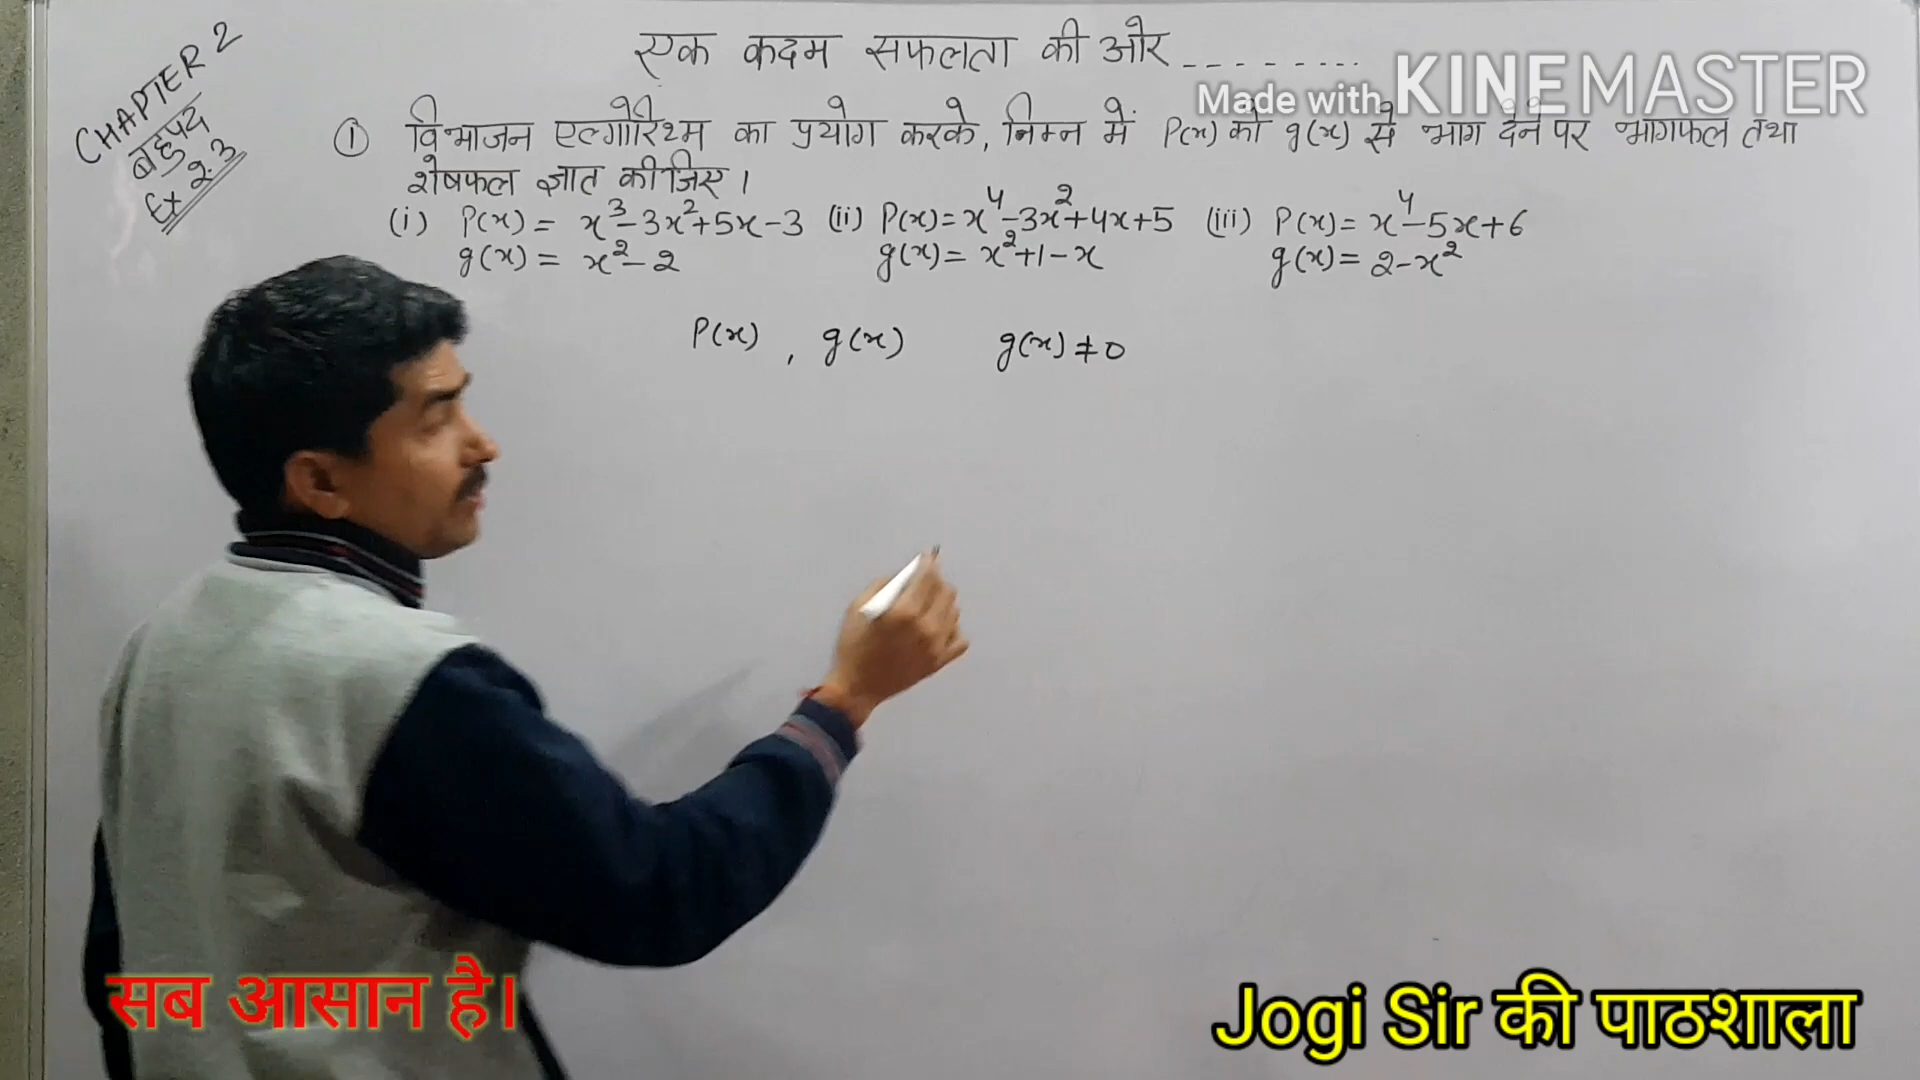 एक कदम सफलता की ओर.........
Made with KINEMASTER
CHAPTER 2
बहुपद
Ex 2.3
① विभाजन एल्गोरिथ्म का प्रयोग करके, निम्न में P(x) को g(x) से भाग देने पर भागफल तथा
शेषफल ज्ञात कीजिए।
(i) P(x) = x³-3x²+5x-3 (ii) P(x)=x⁴-3x²+4x+5 (iii) P(x)=x⁴-5x+6
g(x) = x²-2 g(x)=x²+1-x g(x)=2-x²
P(x) , g(x) g(x)≠0
सब आसान है।
Jogi Sir की पाठशाला